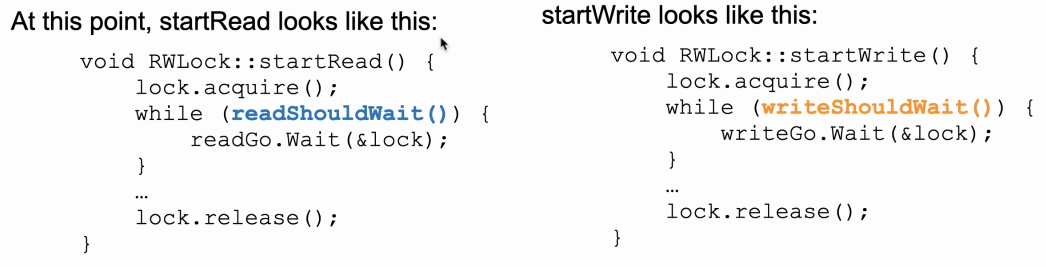 At this point, startRead looks like this:
void RWLock::startRead() {
    lock.acquire();
    while (readShouldWait()) {
        readGo.Wait(&lock);
    }
    …
    lock.release();
}
startWrite looks like this:
void RWLock::startWrite() {
    lock.acquire();
    while (writeShouldWait()) {
        writeGo.Wait(&lock);
    }
    …
    lock.release();
}